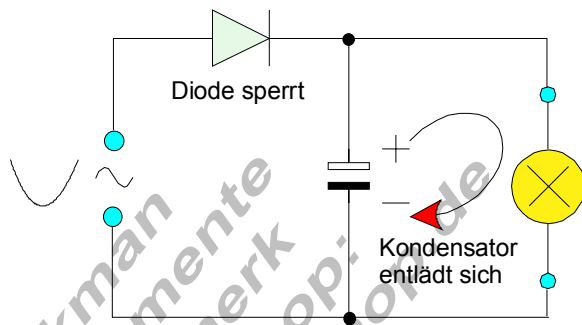 Diode sperrt
+
~
–
Kondensator
entlädt sich